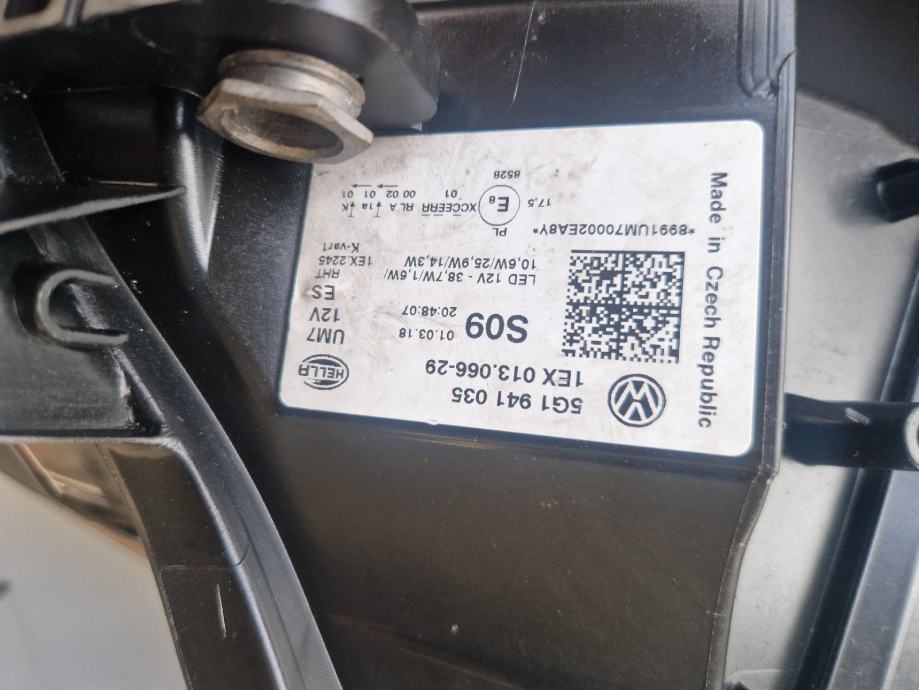 5G1 941 035
1EX 013.066-29
HELLA
S09
01.03.18
20:48:07
UM7
12V
ES
RHT
1EX.2245
K-var1
LED 12V - 38,7W/1,6W/
10,6W/25,9W/14,3W
*8991UM70002EA8Y*
PL
E8
17,5
8528
XCCEERR RL A 1a K
01 00 02 01 01
Made in Czech Republic